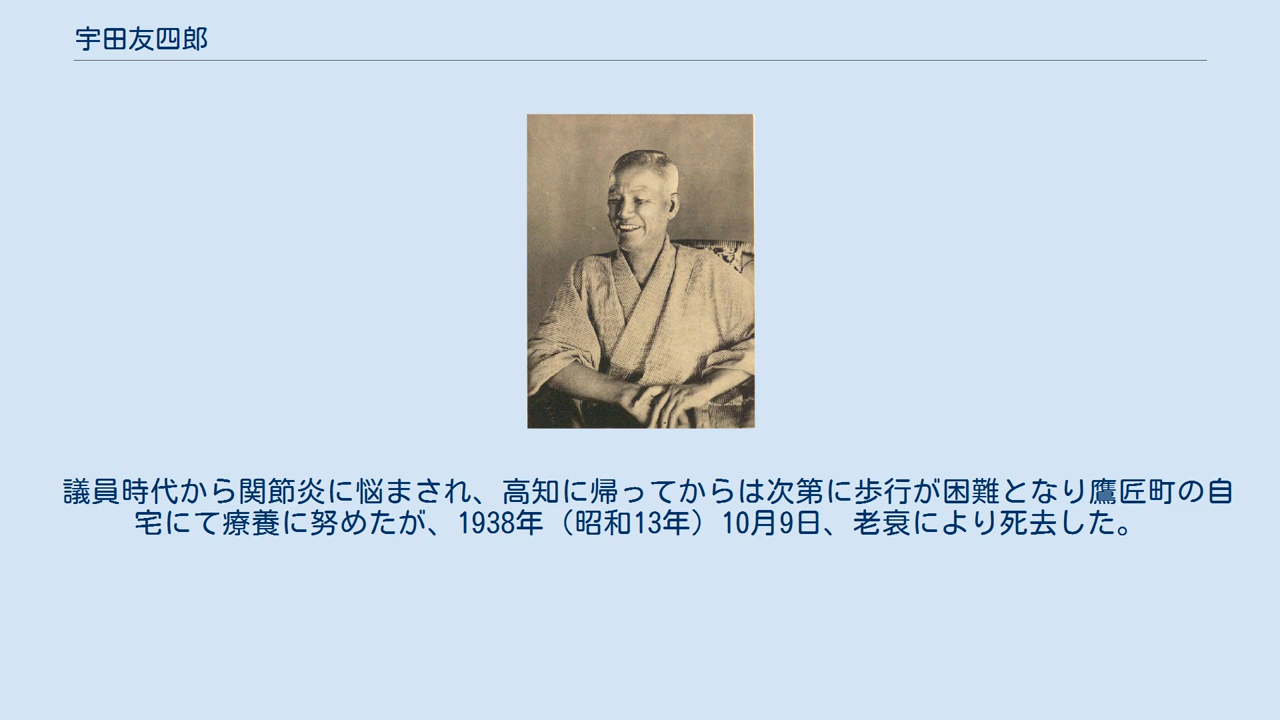 宇田友四郎
議員時代から関節炎に悩まされ、高知に帰ってからは次第に歩行が困難となり鷹匠町の自
宅にて療養に努めたが、1938年（昭和13年）10月9日、老衰により死去した。